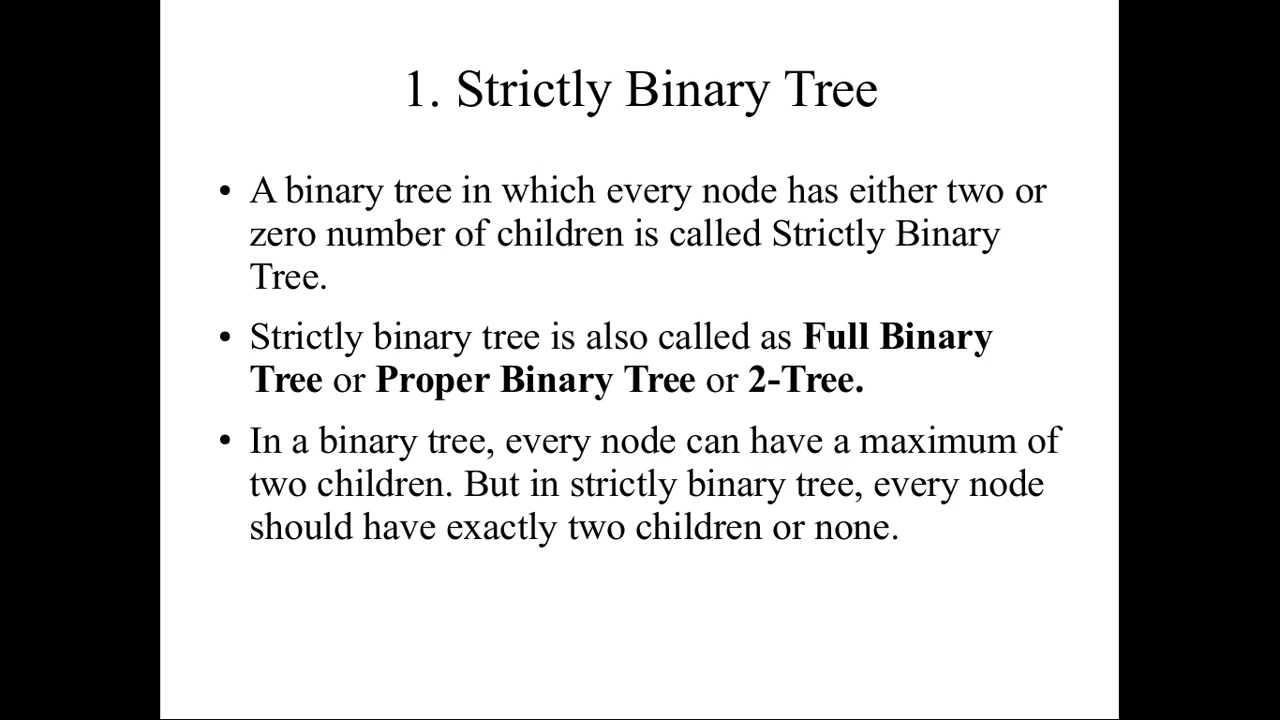 1. Strictly Binary Tree
• A binary tree in which every node has either two or
zero number of children is called Strictly Binary
Tree.
• Strictly binary tree is also called as Full Binary
Tree or Proper Binary Tree or 2-Tree.
• In a binary tree, every node can have a maximum of
two children. But in strictly binary tree, every node
should have exactly two children or none.